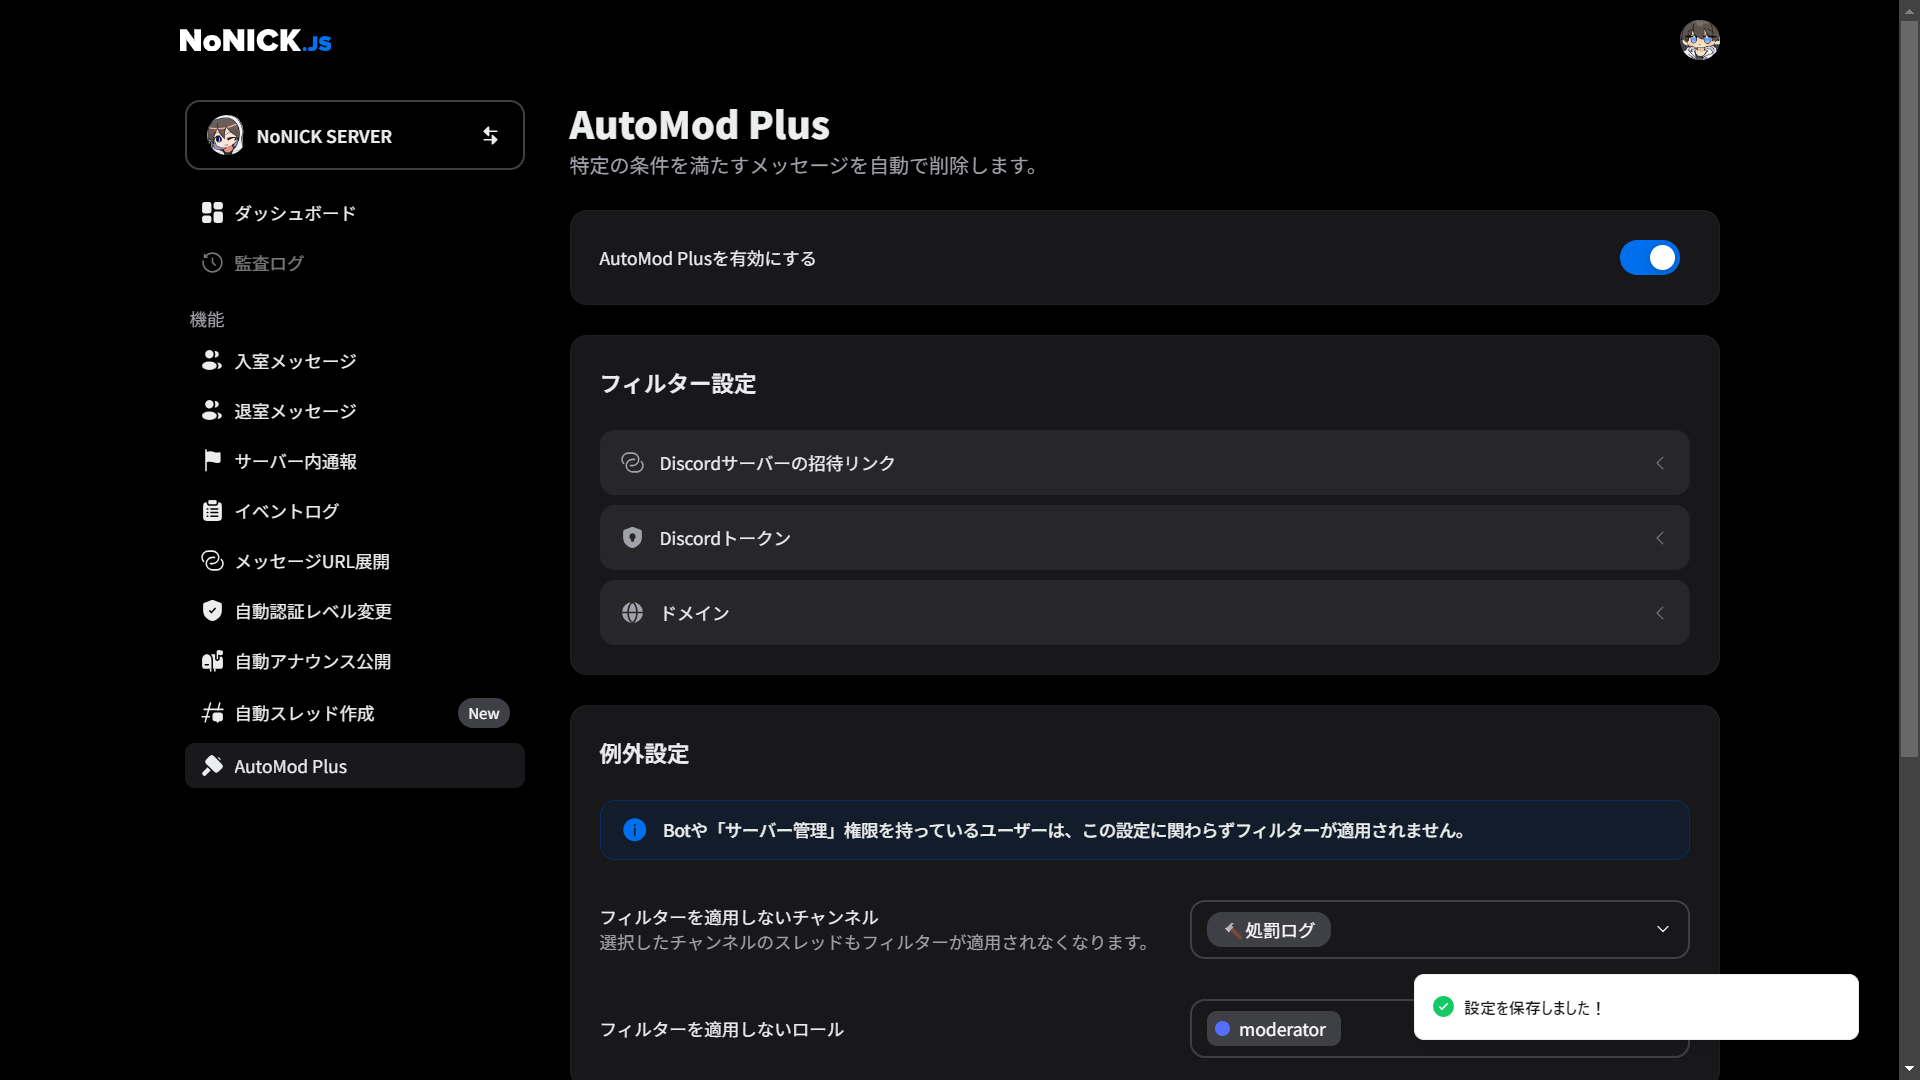 NoNICK.JS
NoNICK SERVER
ダッシュボード
監査ログ
機能
入室メッセージ
退室メッセージ
サーバー内通報
イベントログ
メッセージURL展開
自動認証レベル変更
自動アナウンス公開
自動スレッド作成 New
AutoMod Plus
AutoMod Plus
特定の条件を満たすメッセージを自動で削除します。
AutoMod Plusを有効にする
フィルター設定
Discordサーバーの招待リンク
Discordトークン
ドメイン
例外設定
Botや「サーバー管理」権限を持っているユーザーは、この設定に関わらずフィルターが適用されません。
フィルターを適用しないチャンネル
選択したチャンネルのスレッドもフィルターが適用されなくなります。
🔨処罰ログ
フィルターを適用しないロール
moderator
設定を保存しました！